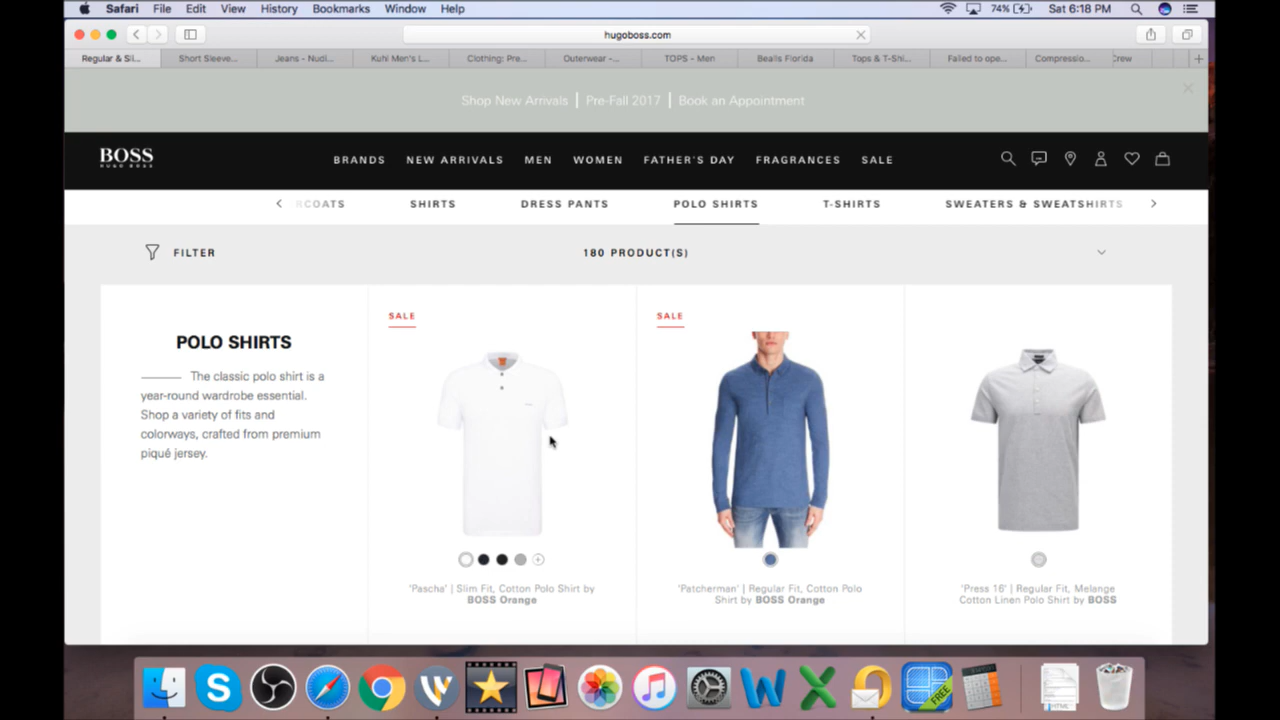 Safari File Edit View History Bookmarks Window Help 74% Sat 6:18 PM
hugoboss.com
Regular & Sli... Short Sleeve... Jeans - Nudi... Kuhl Men's L... Clothing: Pre... Outerwear -... TOPS - Men Bealls Florida Tops & T-Shi... Failed to ope... Compressio... Crew
Shop New Arrivals | Pre-Fall 2017 | Book an Appointment
BOSS
HUGO BOSS
BRANDS NEW ARRIVALS MEN WOMEN FATHER'S DAY FRAGRANCES SALE
RCOATS SHIRTS DRESS PANTS POLO SHIRTS T-SHIRTS SWEATERS & SWEATSHIRTS
FILTER 180 PRODUCT(S)
SALE SALE
POLO SHIRTS
The classic polo shirt is a
year-round wardrobe essential.
Shop a variety of fits and
colorways, crafted from premium
piqué jersey.
'Pascha' | Slim Fit, Cotton Polo Shirt by
BOSS Orange
'Patcherman' | Regular Fit, Cotton Polo
Shirt by BOSS Orange
'Press 16' | Regular Fit, Melange
Cotton Linen Polo Shirt by BOSS
FREE
HTML